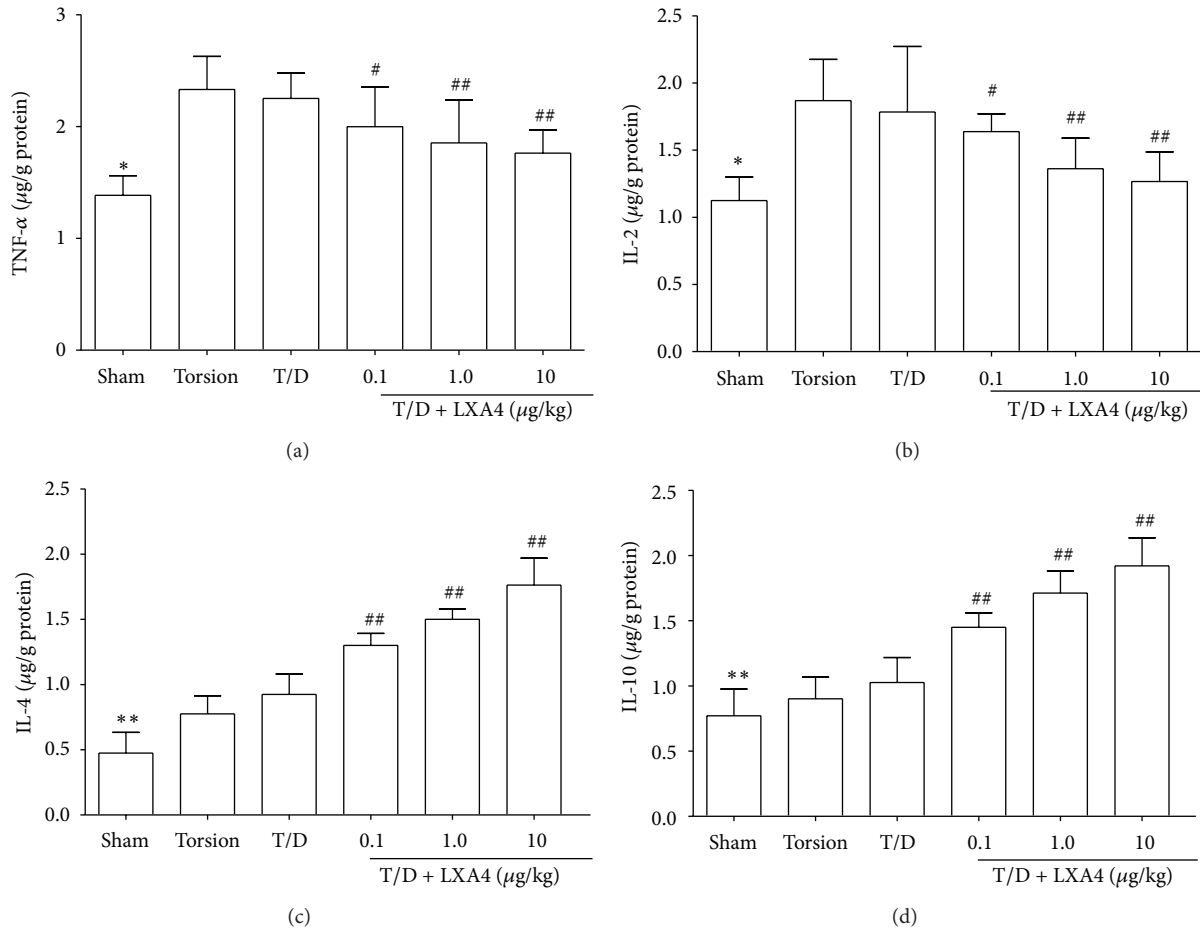 3
2
1
0
TNF-α (μg/g protein)
*
#
##
##
Sham Torsion T/D 0.1 1.0 10
T/D + LXA4 (μg/kg)
(a)
2.5
2.0
1.5
1.0
0.5
0.0
IL-2 (μg/g protein)
*
#
##
##
Sham Torsion T/D 0.1 1.0 10
T/D + LXA4 (μg/kg)
(b)
2.5
2.0
1.5
1.0
0.5
0.0
IL-4 (μg/g protein)
**
##
##
##
Sham Torsion T/D 0.1 1.0 10
T/D + LXA4 (μg/kg)
(c)
2.5
2.0
1.5
1.0
0.5
0.0
IL-10 (μg/g protein)
**
##
##
##
Sham Torsion T/D 0.1 1.0 10
T/D + LXA4 (μg/kg)
(d)